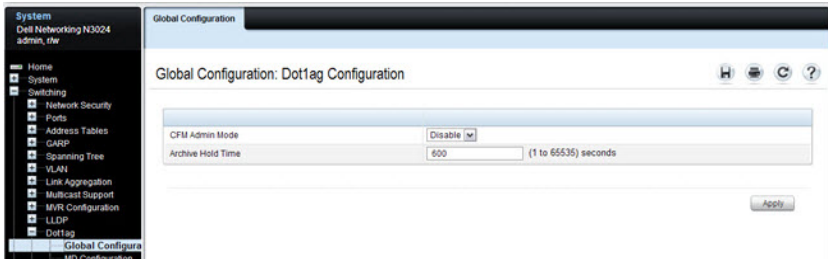 System
Dell Networking N3024
admin, r/w
Home
System
Switching
Network Security
Ports
Address Tables
GARP
Spanning Tree
VLAN
Link Aggregation
Multicast Support
MVR Configuration
LLDP
Dot1ag
Global Configura
MD Configuration
Global Configuration
Global Configuration: Dot1ag Configuration
CFM Admin Mode
Disable
Archive Hold Time
600 (1 to 65535) seconds
Apply